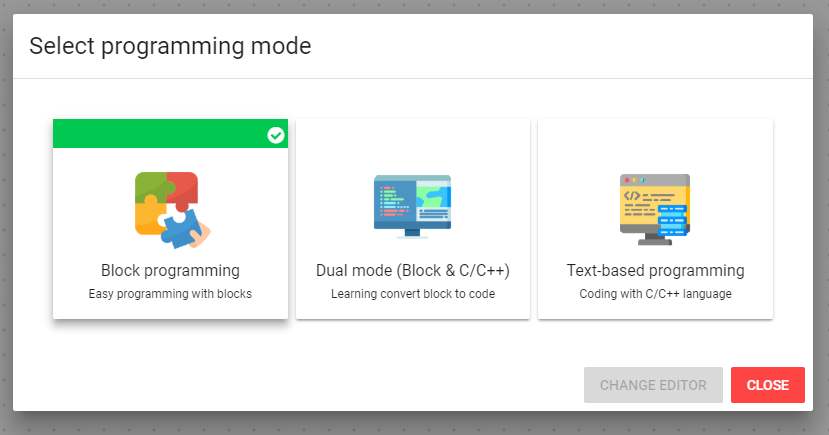 Select programming mode
Block programming
Easy programming with blocks
Dual mode (Block & C/C++)
Learning convert block to code
Text-based programming
Coding with C/C++ language
CHANGE EDITOR
CLOSE